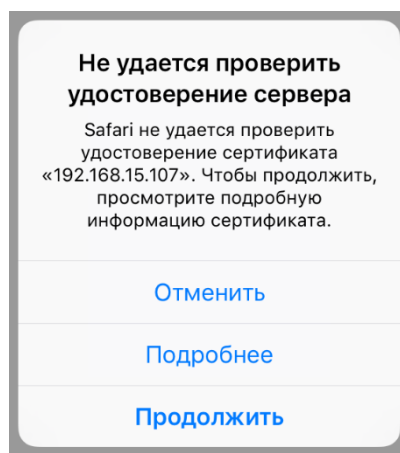 Не удается проверить
удостоверение сервера
Safari не удается проверить
удостоверение сертификата
«192.168.15.107». Чтобы продолжить,
просмотрите подробную
информацию сертификата.
Отменить
Подробнее
Продолжить